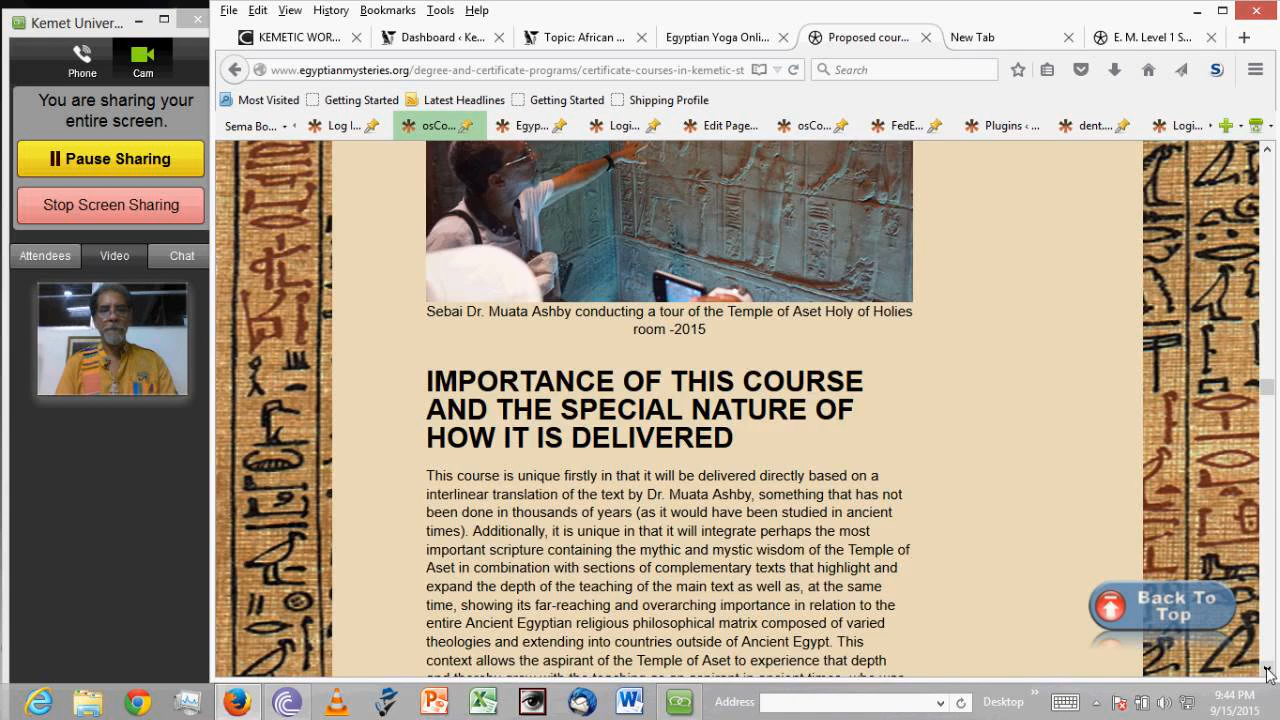 Kemet Univer...
Phone
Cam
You are sharing your
entire screen.
Pause Sharing
Stop Screen Sharing
Attendees
Video
Chat
File Edit View History Bookmarks Tools Help
KEMETIC WOR...
Dashboard ‹ Ke...
Topic: African ...
Egyptian Yoga Onli...
Proposed cour...
New Tab
E. M. Level 1 S...
www.egyptianmysteries.org/degree-and-certificate-programs/certificate-courses-in-kemetic-st
Search
Most Visited
Getting Started
Latest Headlines
Getting Started
Shipping Profile
Sema Bo...
Log I...
osCo...
Egyp...
Logi...
Edit Page...
osCo...
FedE...
Plugins ‹ ...
dent...
Logi...
Sebai Dr. Muata Ashby conducting a tour of the Temple of Aset Holy of Holies
room -2015
IMPORTANCE OF THIS COURSE
AND THE SPECIAL NATURE OF
HOW IT IS DELIVERED
This course is unique firstly in that it will be delivered directly based on a
interlinear translation of the text by Dr. Muata Ashby, something that has not
been done in thousands of years (as it would have been studied in ancient
times). Additionally, it is unique in that it will integrate perhaps the most
important scripture containing the mythic and mystic wisdom of the Temple of
Aset in combination with sections of complementary texts that highlight and
expand the depth of the teaching of the main text as well as, at the same
time, showing its far-reaching and overarching importance in relation to the
entire Ancient Egyptian religious philosophical matrix composed of varied
theologies and extending into countries outside of Ancient Egypt. This
context allows the aspirant of the Temple of Aset to experience that depth
Back To
Top
Address
Desktop
9:44 PM
9/15/2015